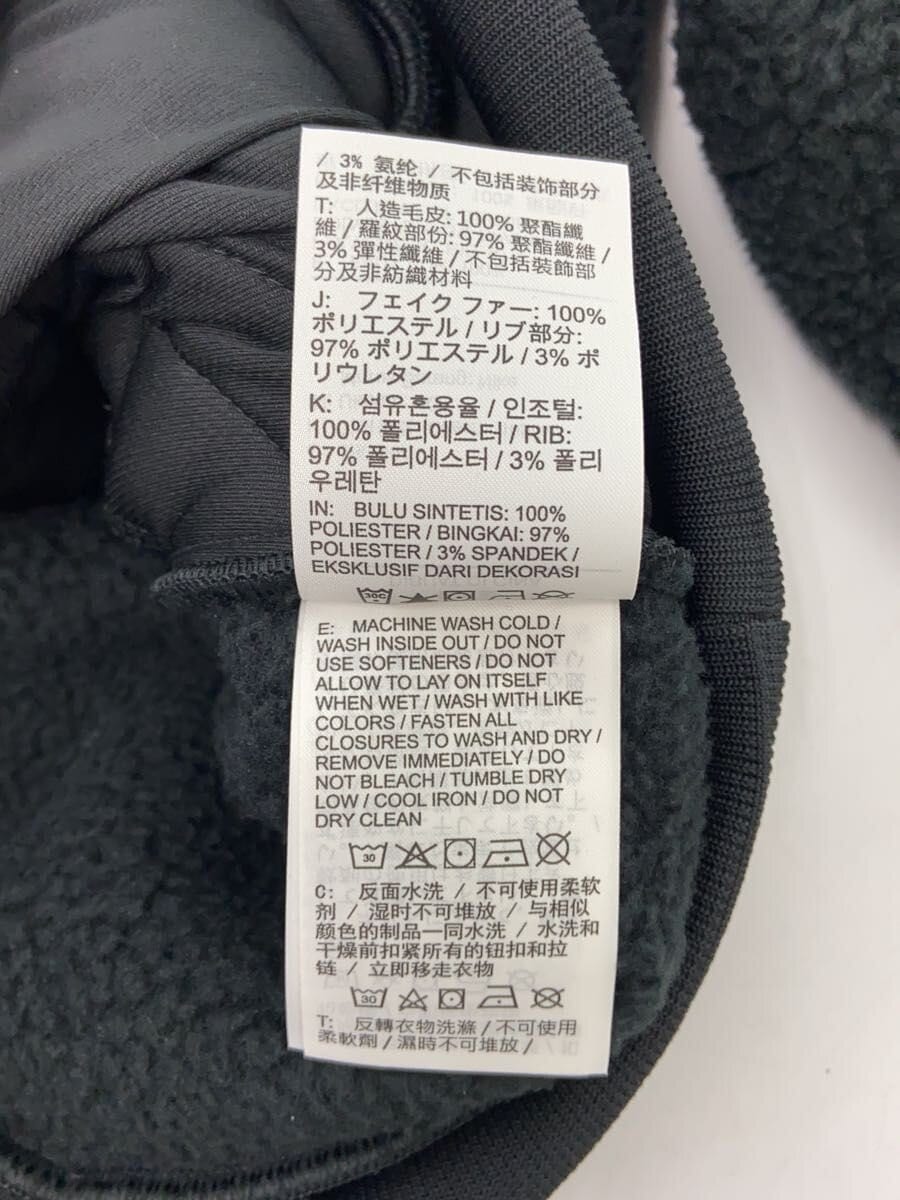 / 3% 氨纶 / 不包括装饰部分
及非纤维物质
T: 人造毛皮: 100% 聚酯纖
維 / 羅紋部份: 97% 聚酯纖維 /
3% 彈性纖維 / 不包括裝飾部
分及非紡織材料
J: フェイク ファー: 100%
ポリエステル / リブ部分:
97% ポリエステル / 3% ポ
リウレタン
K: 섬유혼용율 / 인조털:
100% 폴리에스터 / RIB:
97% 폴리에스터 / 3% 폴리
우레탄
IN: BULU SINTETIS: 100%
POLIESTER / BINGKAI: 97%
POLIESTER / 3% SPANDEK /
EKSKLUSIF DARI DEKORASI
30C
E: MACHINE WASH COLD /
WASH INSIDE OUT / DO NOT
USE SOFTENERS / DO NOT
ALLOW TO LAY ON ITSELF
WHEN WET / WASH WITH LIKE
COLORS / FASTEN ALL
CLOSURES TO WASH AND DRY /
REMOVE IMMEDIATELY / DO
NOT BLEACH / TUMBLE DRY
LOW / COOL IRON / DO NOT
DRY CLEAN
30
C: 反面水洗 / 不可使用柔软
剂 / 湿时不可堆放 / 与相似
颜色的制品一同水洗 / 水洗和
干燥前扣紧所有的钮扣和拉
链 / 立即移走衣物
30
T: 反轉衣物洗滌 / 不可使用
柔軟劑 / 濕時不可堆放 /